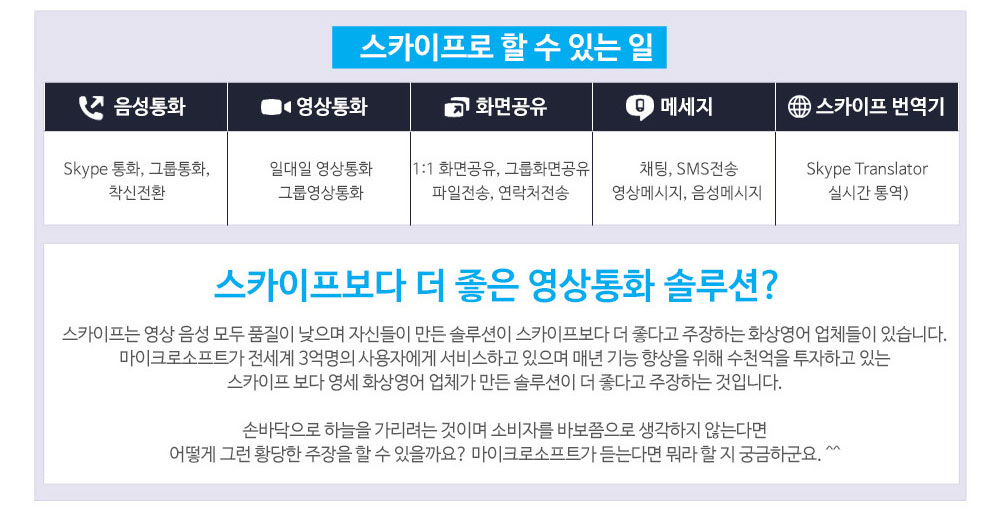 스카이프로 할 수 있는 일
음성통화
영상통화
화면공유
메세지
스카이프 번역기
Skype 통화, 그룹통화,
착신전환
일대일 영상통화
그룹영상통화
1:1 화면공유, 그룹화면공유
파일전송, 연락처전송
채팅, SMS전송
영상메시지, 음성메시지
Skype Translator
실시간 통역)
스카이프보다 더 좋은 영상통화 솔루션?
스카이프는 영상 음성 모두 품질이 낮으며 자신들이 만든 솔루션이 스카이프보다 더 좋다고 주장하는 화상영어 업체들이 있습니다.
마이크로소프트가 전세계 3억명의 사용자에게 서비스하고 있으며 매년 기능 향상을 위해 수천억을 투자하고 있는
스카이프 보다 영세 화상영어 업체가 만든 솔루션이 더 좋다고 주장하는 것입니다.
손바닥으로 하늘을 가리려는 것이며 소비자를 바보쯤으로 생각하지 않는다면
어떻게 그런 황당한 주장을 할 수 있을까요? 마이크로소프트가 듣는다면 뭐라 할 지 궁금하군요. ^^